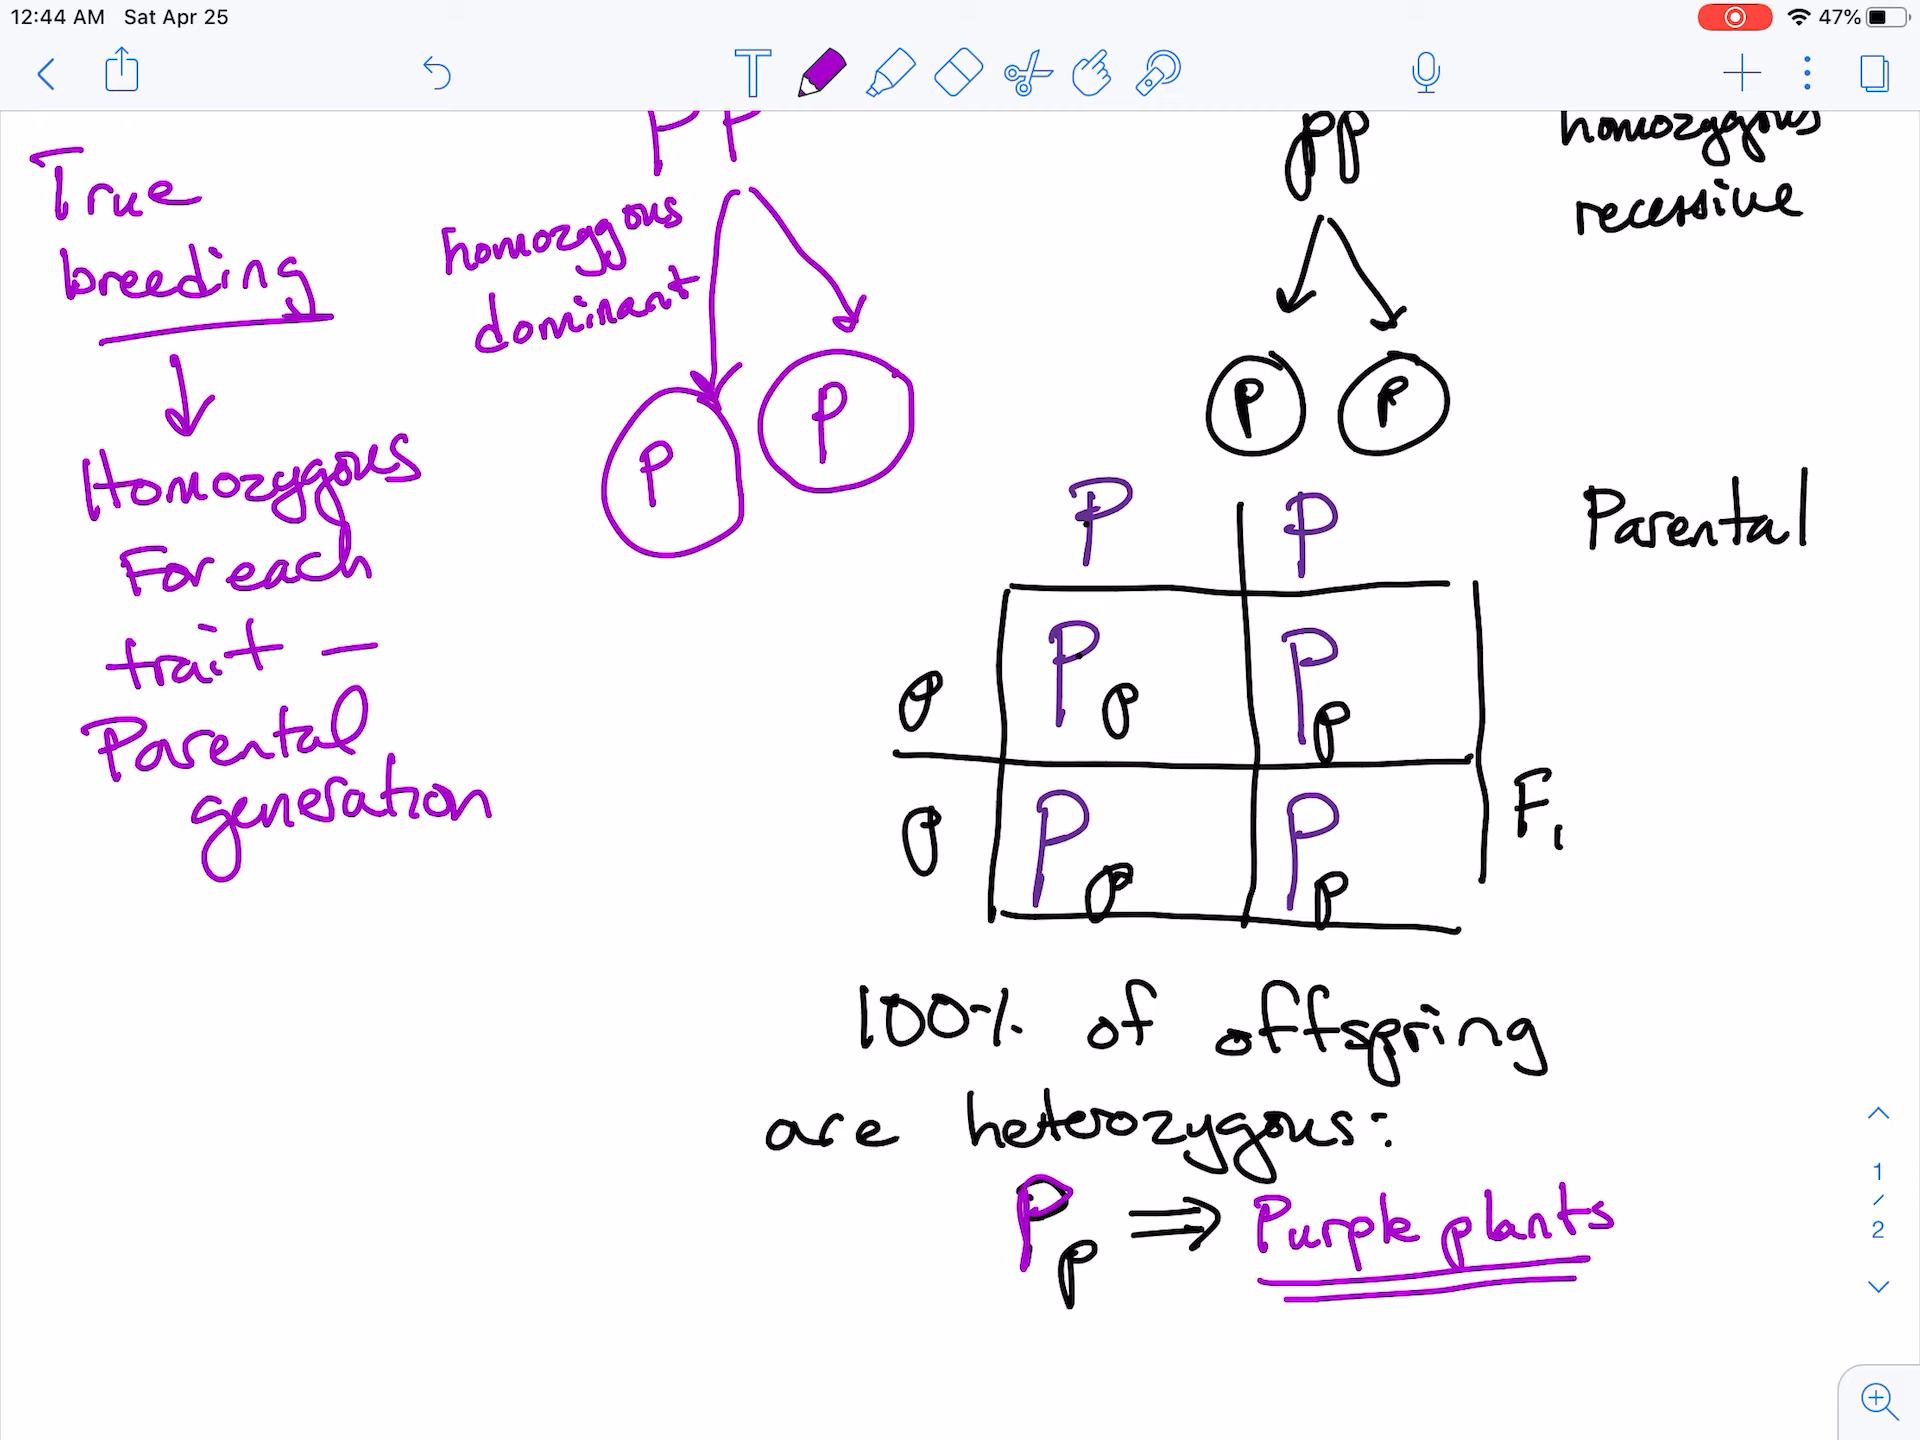 12:44 AM Sat Apr 25
47%
T
PP
pp
homozygous
recessive
True
breeding
homozygous
dominant
P
P
p
p
Homozygous
For each
trait -
Parental
generation
P P
Parental
p Pp Pp
p Pp Pp
F1
100% of offspring
are heterozygous:
Pp ⇒ Purple plants
1
/
2